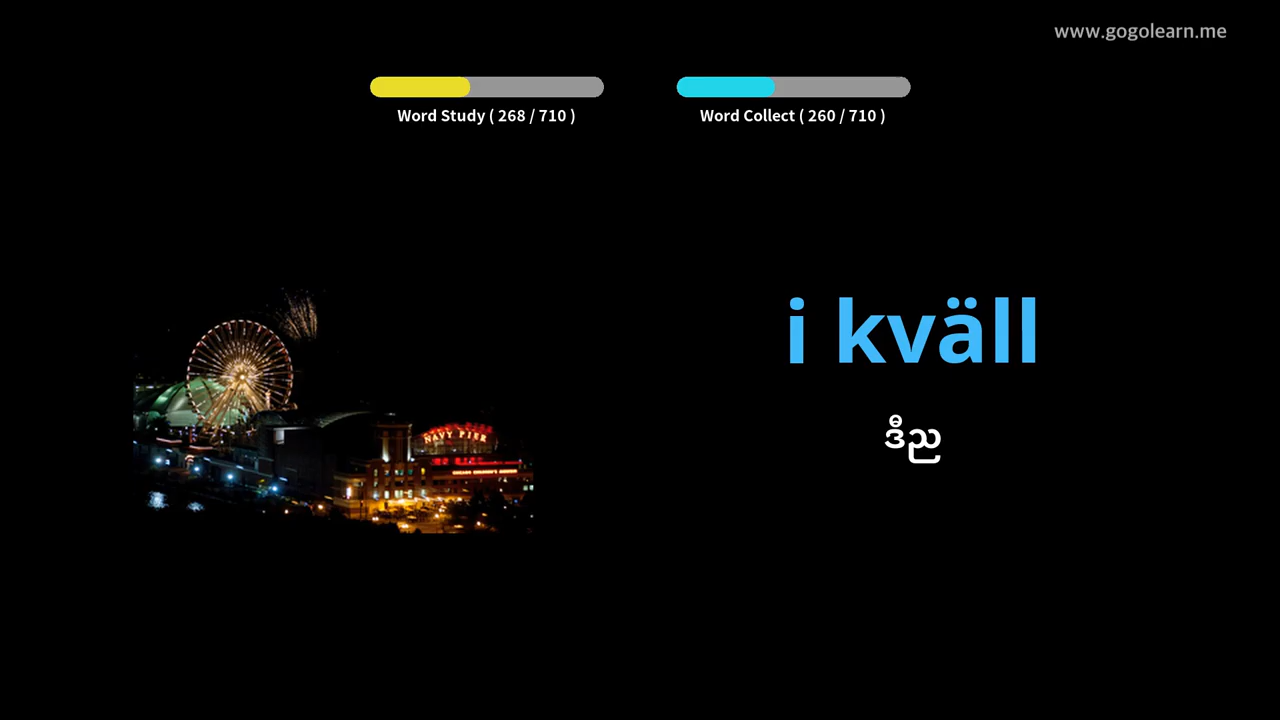 www.gogolearn.me
Word Study ( 268 / 710 )
Word Collect ( 260 / 710 )
i kväll
ဒီည
NAVY PIER